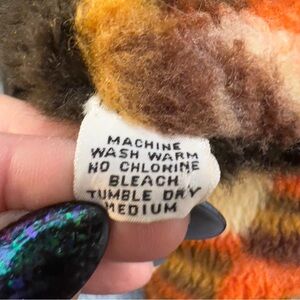 MACHINE
WASH WARM
NO CHLORINE
BLEACH
TUMBLE DRY
MEDIUM